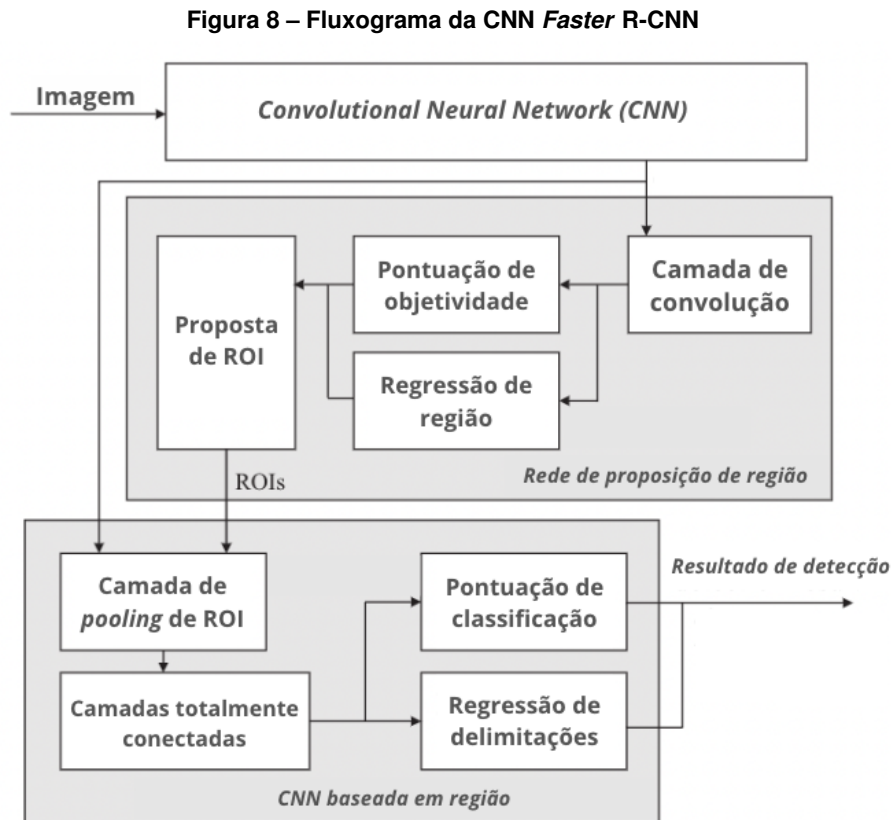 Figura 8 – Fluxograma da CNN Faster R-CNN
Imagem
Convolutional Neural Network (CNN)
Proposta
de ROI
Pontuação de
objetividade
Camada de
convolução
Regressão de
região
Rede de proposição de região
ROIs
Camada de
pooling de ROI
Pontuação de
classificação
Resultado de detecção
Camadas totalmente
conectadas
Regressão de
delimitações
CNN baseada em região